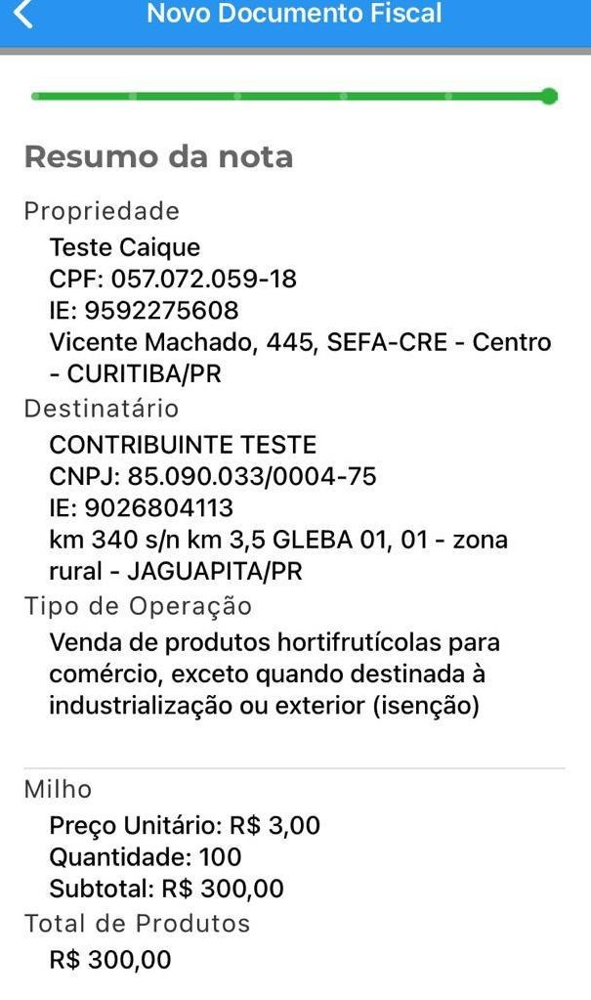 Novo Documento Fiscal
Resumo da nota
Propriedade
Teste Caique
CPF: 057.072.059-18
IE: 9592275608
Vicente Machado, 445, SEFA-CRE - Centro
- CURITIBA/PR
Destinatário
CONTRIBUINTE TESTE
CNPJ: 85.090.033/0004-75
IE: 9026804113
km 340 s/n km 3,5 GLEBA 01, 01 - zona
rural - JAGUAPITA/PR
Tipo de Operação
Venda de produtos hortifrutícolas para
comércio, exceto quando destinada à
industrialização ou exterior (isenção)
Milho
Preço Unitário: R$ 3,00
Quantidade: 100
Subtotal: R$ 300,00
Total de Produtos
R$ 300,00